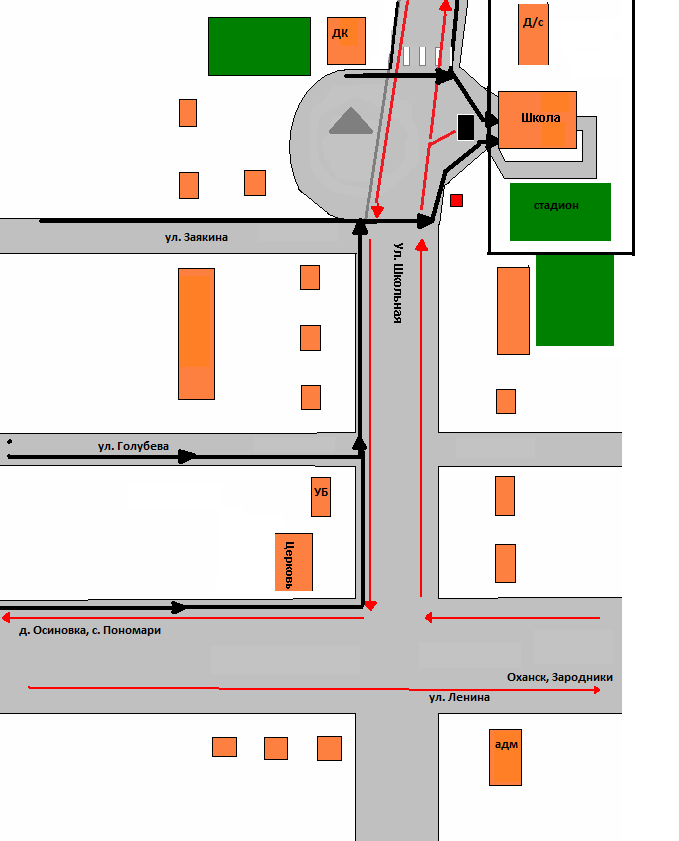 Д/с
ДК
Школа
стадион
ул. Заякина
ул. Школьная
ул. Голубева
УБ
Церковь
д. Осиновка, с. Пономари
Оханск, Зародники
ул. Ленина
адм